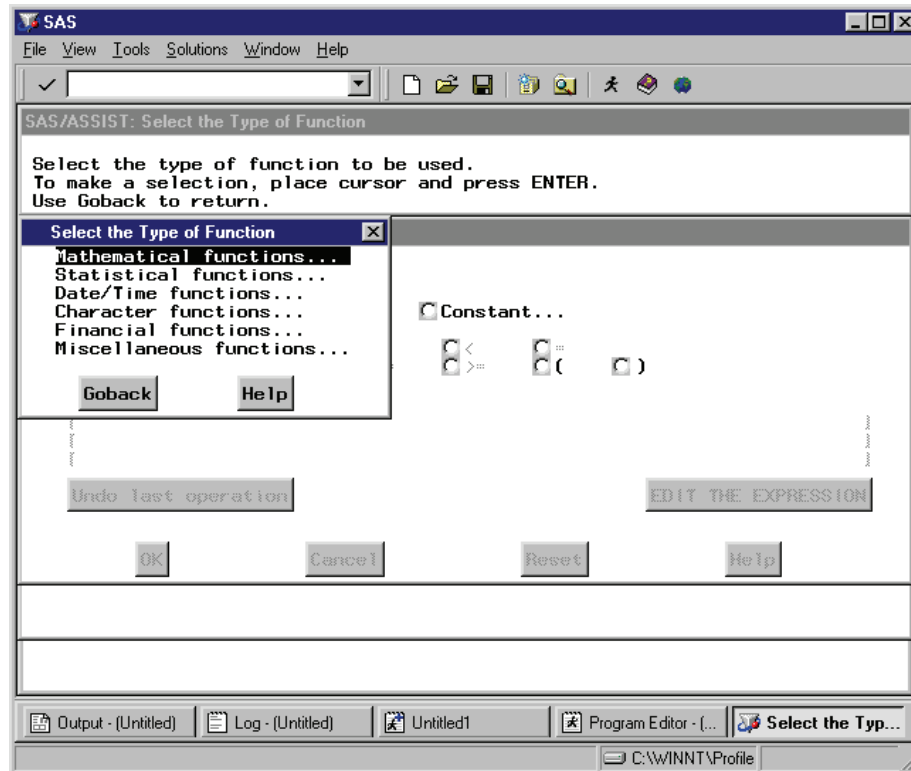 SAS
File View Tools Solutions Window Help
SAS/ASSIST: Select the Type of Function
Select the type of function to be used.
To make a selection, place cursor and press ENTER.
Use Goback to return.
Select the Type of Function
Mathematical functions...
Statistical functions...
Date/Time functions...
Character functions...
Financial functions...
Miscellaneous functions...
Goback Help
Constant...
< =
>= ( )
Undo last operation EDIT THE EXPRESSION
OK Cancel Reset Help
Output - (Untitled) Log - (Untitled) Untitled1 Program Editor - (... Select the Typ...
C:\WINNT\Profile